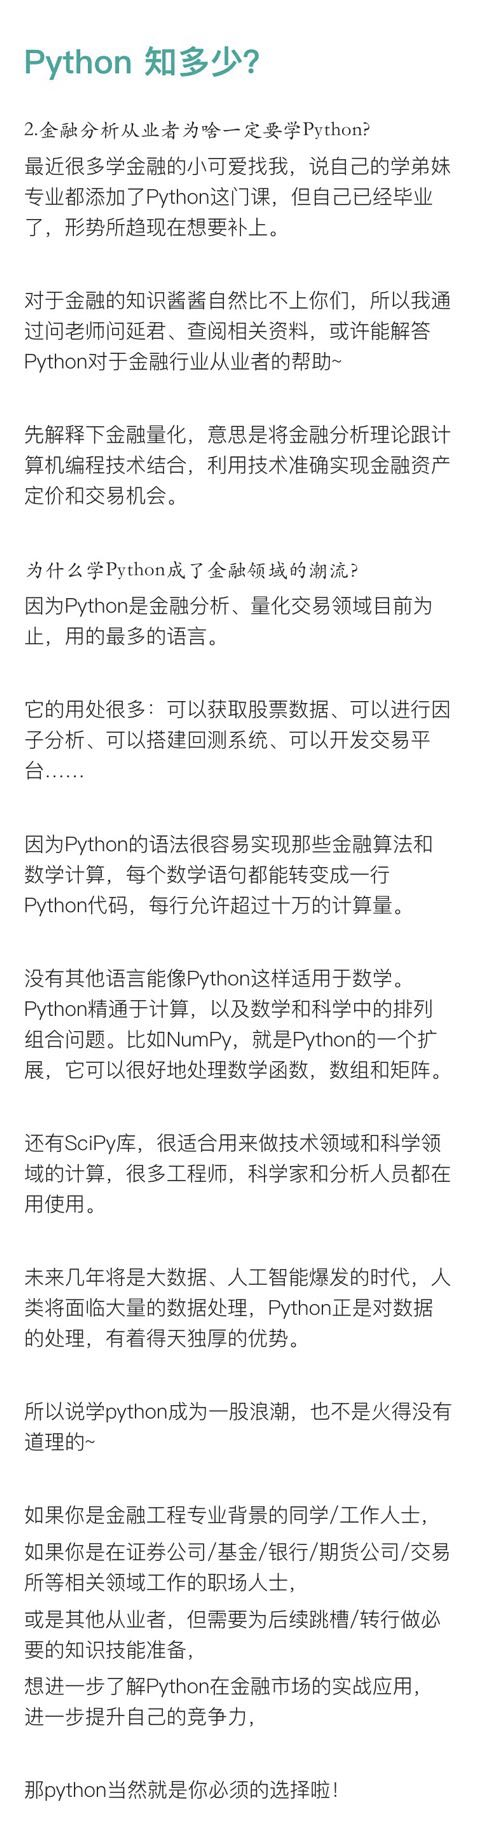 Python 知多少?
2.金融分析从业者为啥一定要学Python?
最近很多学金融的小可爱找我，说自己的学弟妹
专业都添加了Python这门课，但自己已经毕业
了，形势所趋现在想要补上。
对于金融的知识酱酱自然比不上你们，所以我通
过问老师问延君、查阅相关资料，或许能解答
Python对于金融行业从业者的帮助~
先解释下金融量化，意思是将金融分析理论跟计
算机编程技术结合，利用技术准确实现金融资产
定价和交易机会。
为什么学Python成了金融领域的潮流?
因为Python是金融分析、量化交易领域目前为
止，用的最多的语言。
它的用处很多：可以获取股票数据、可以进行因
子分析、可以搭建回测系统、可以开发交易平
台……
因为Python的语法很容易实现那些金融算法和
数学计算，每个数学语句都能转变成一行
Python代码，每行允许超过十万的计算量。
没有其他语言能像Python这样适用于数学。
Python精通于计算，以及数学和科学中的排列
组合问题。比如NumPy，就是Python的一个扩
展，它可以很好地处理数学函数，数组和矩阵。
还有SciPy库，很适合用来做技术领域和科学领
域的计算，很多工程师，科学家和分析人员都在
用使用。
未来几年将是大数据、人工智能爆发的时代，人
类将面临大量的数据处理，Python正是对数据
的处理，有着得天独厚的优势。
所以说学python成为一股浪潮，也不是火得没有
道理的~
如果你是金融工程专业背景的同学/工作人士，
如果你是在证券公司/基金/银行/期货公司/交易
所等相关领域工作的职场人士，
或是其他从业者，但需要为后续跳槽/转行做必
要的知识技能准备，
想进一步了解Python在金融市场的实战应用，
进一步提升自己的竞争力，
那python当然就是你必须的选择啦！